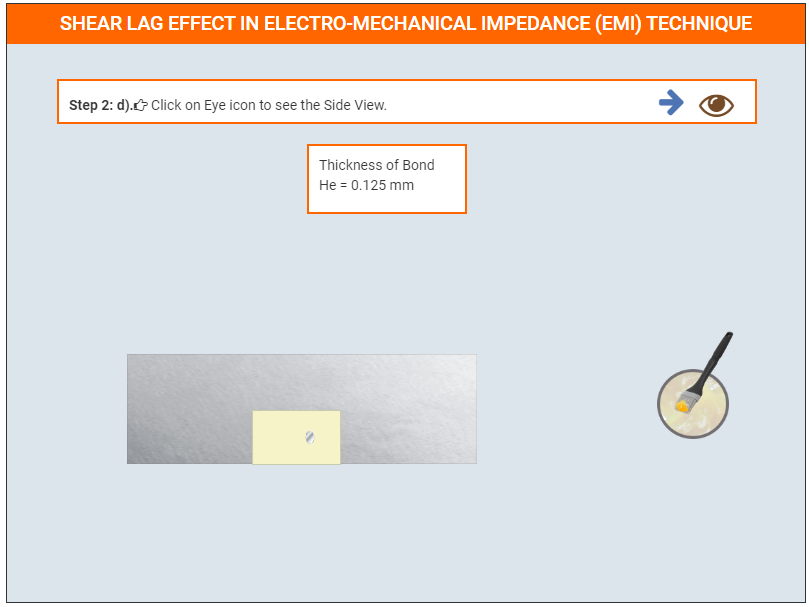 SHEAR LAG EFFECT IN ELECTRO-MECHANICAL IMPEDANCE (EMI) TECHNIQUE
Step 2: d). Click on Eye icon to see the Side View.
Thickness of Bond
He = 0.125 mm